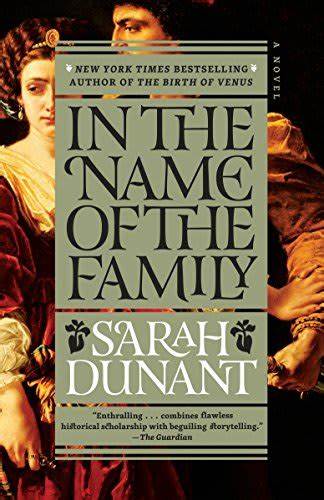 A NOVEL
NEW YORK TIMES BESTSELLING
AUTHOR OF THE BIRTH OF VENUS
IN THE
NAME
OF THE
FAMILY
SARAH
DUNANT
"Enthralling . . . combines flawless
historical scholarship with beguiling storytelling."
—The Guardian